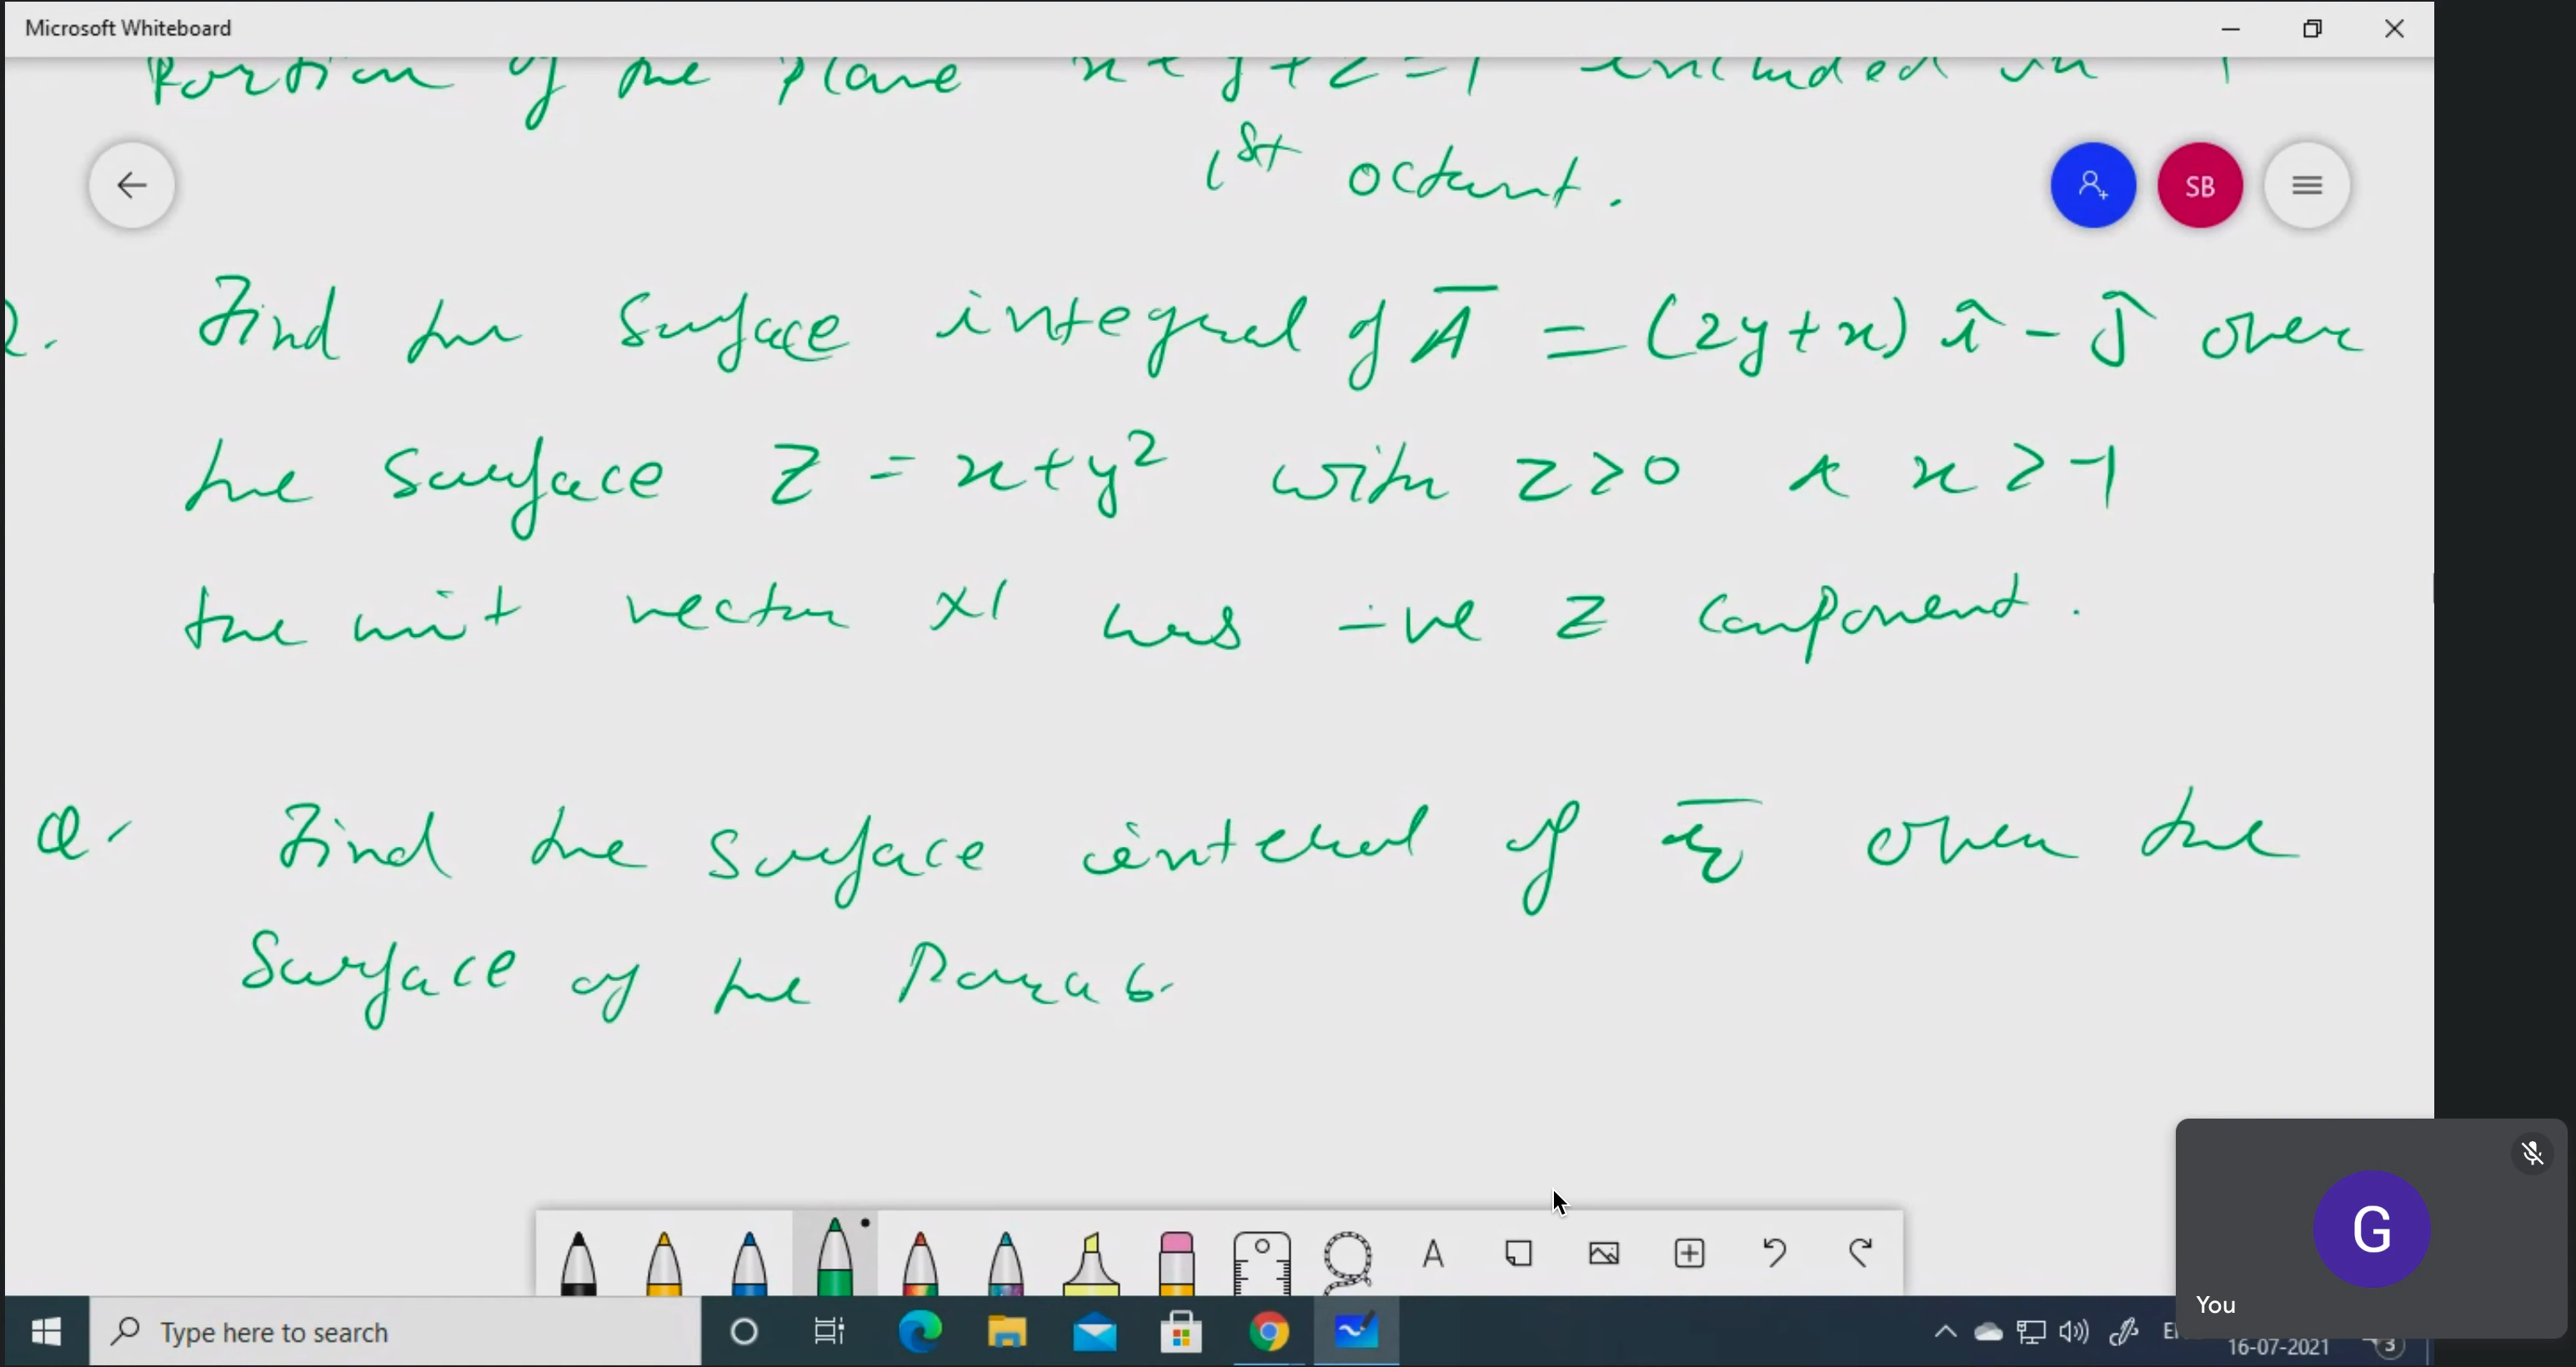 Microsoft Whiteboard
Portion of the plane x+y+z=1 included in
1st octant.
SB
Q. Find the surface integral of A̅ = (2y+x) î - ĵ over
the surface Z = x+y² with z≥0 & x≥-1
the unit vector has -ve Z component.
Q. Find the surface inteural of r̅ over the
Surface of the Parab
A
G
You
Type here to search
16-07-2021
3